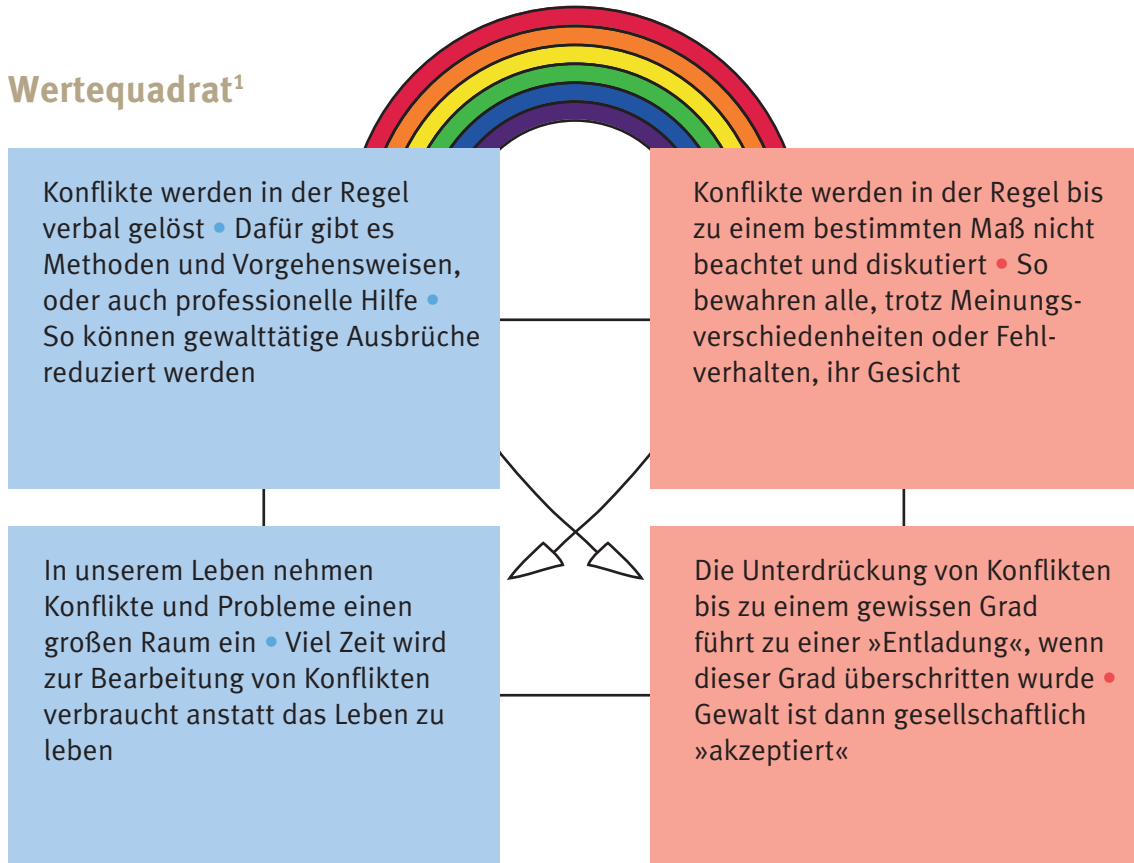 Wertequadrat¹
Konflikte werden in der Regel
verbal gelöst • Dafür gibt es
Methoden und Vorgehensweisen,
oder auch professionelle Hilfe •
So können gewalttätige Ausbrüche
reduziert werden
Konflikte werden in der Regel bis
zu einem bestimmten Maß nicht
beachtet und diskutiert • So
bewahren alle, trotz Meinungs-
verschiedenheiten oder Fehl-
verhalten, ihr Gesicht
In unserem Leben nehmen
Konflikte und Probleme einen
großen Raum ein • Viel Zeit wird
zur Bearbeitung von Konflikten
verbraucht anstatt das Leben zu
leben
Die Unterdrückung von Konflikten
bis zu einem gewissen Grad
führt zu einer »Entladung«, wenn
dieser Grad überschritten wurde •
Gewalt ist dann gesellschaftlich
»akzeptiert«